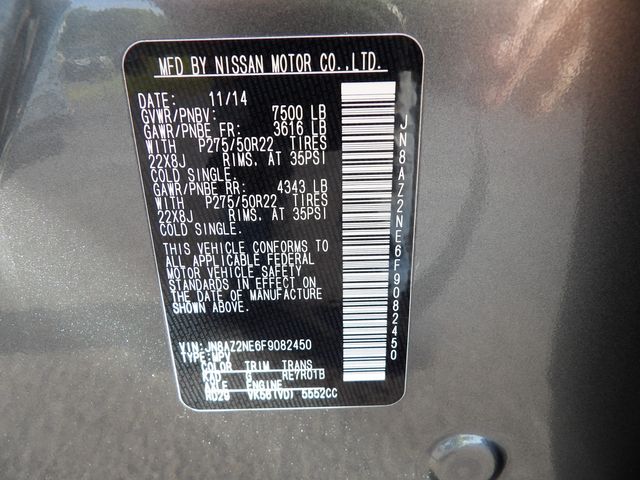 MFD BY NISSAN MOTOR CO.,LTD.
DATE: 11/14
GVWR/PNBV: 7500 LB
GAWR/PNBE FR: 3616 LB
WITH P275/50R22 TIRES
22X8J RIMS, AT 35PSI
COLD SINGLE.
GAWR/PNBE RR: 4343 LB
WITH P275/50R22 TIRES
22X8J RIMS, AT 35PSI
COLD SINGLE.
THIS VEHICLE CONFORMS TO
ALL APPLICABLE FEDERAL
MOTOR VEHICLE SAFETY
STANDARDS IN EFFECT ON
THE DATE OF MANUFACTURE
SHOWN ABOVE.
VIN: JN8AZ2NE6F9082450
TYPE: MPV
COLOR TRIM TRANS
G RE7R01B
AXLE ENGINE
VK56(VD) 5552CC
JN8AZ2NE6F9082450